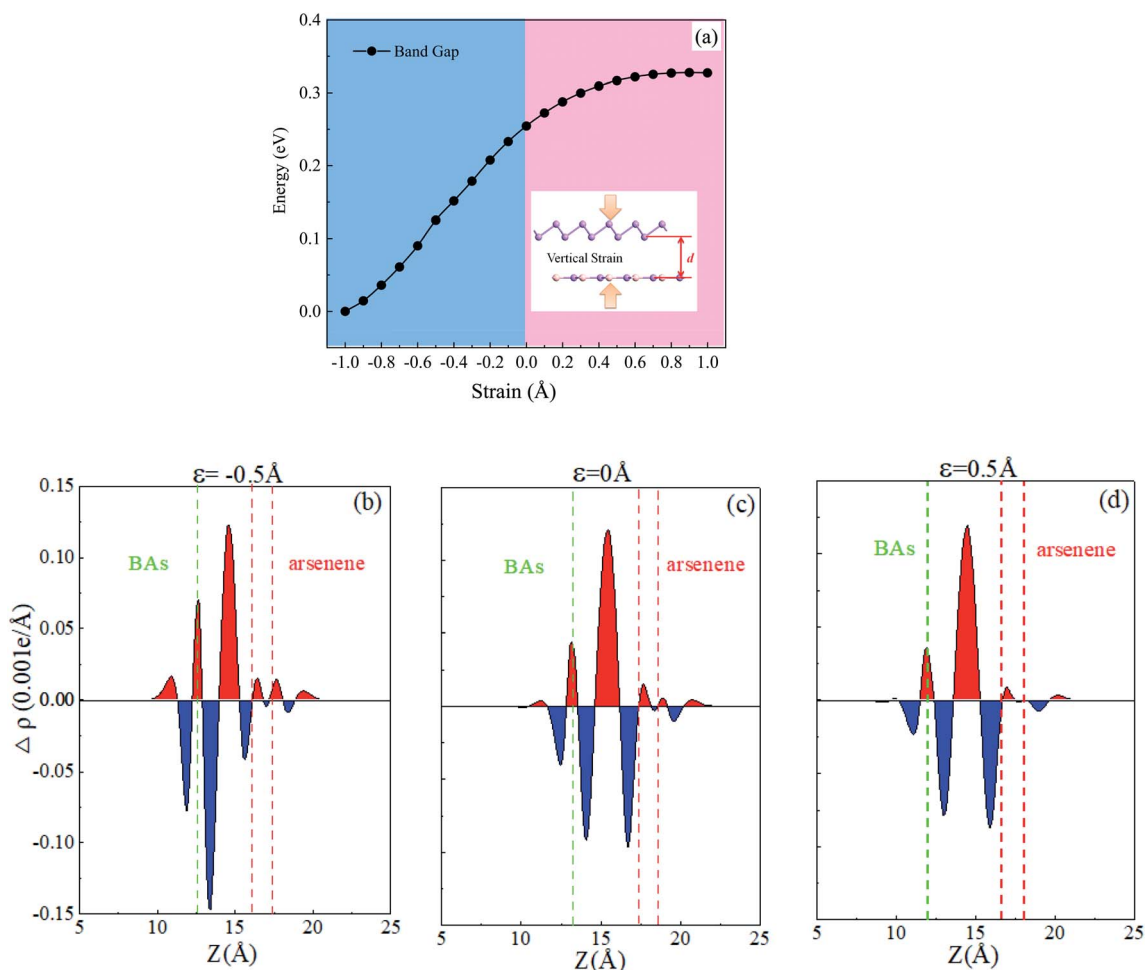 (a)
Band Gap
Energy (eV)
0.4
0.3
0.2
0.1
0.0
Vertical Strain
d
-1.0 -0.8 -0.6 -0.4 -0.2 0.0 0.2 0.4 0.6 0.8 1.0
Strain (Å)
ε= -0.5Å
(b)
BAs
arsenene
Δ ρ (0.001e/Å)
0.15
0.10
0.05
0.00
-0.05
-0.10
-0.15
5 10 15 20 25
Z(Å)
ε=0Å
(c)
BAs
arsenene
5 10 15 20 25
Z(Å)
ε=0.5Å
(d)
BAs
arsenene
5 10 15 20 25
Z(Å)